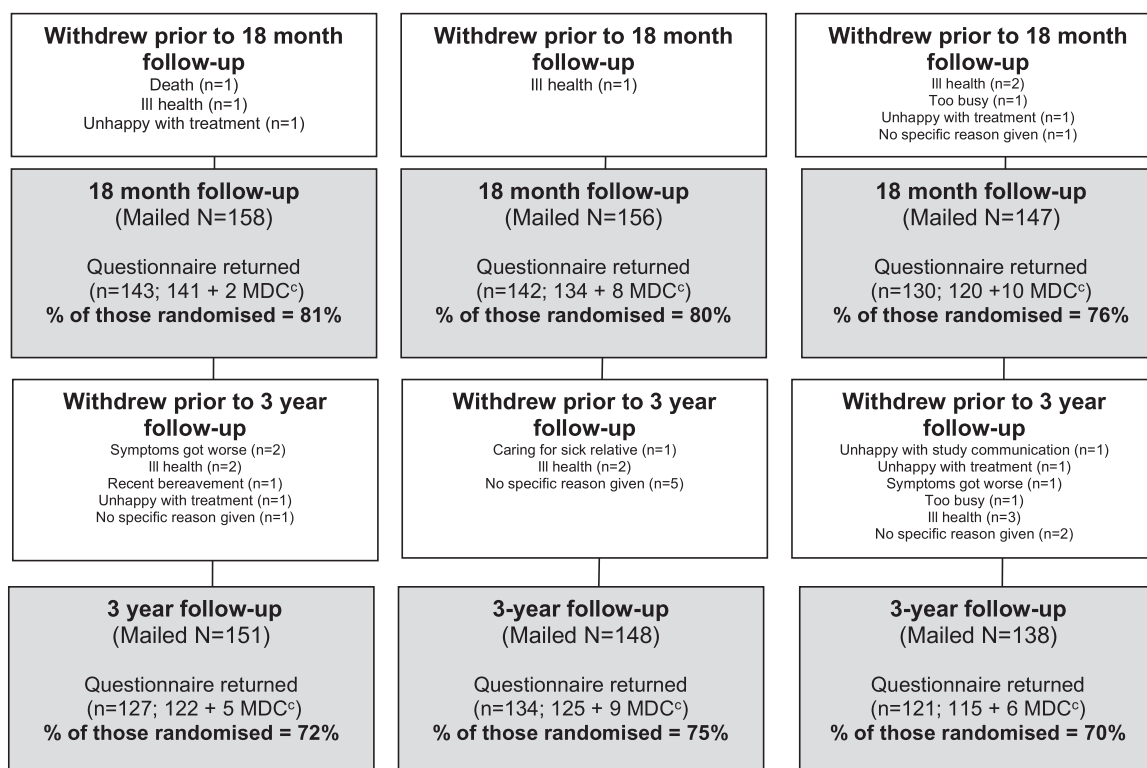 Withdrew prior to 18 month
follow-up
Death (n=1)
Ill health (n=1)
Unhappy with treatment (n=1)
Withdrew prior to 18 month
follow-up
Ill health (n=1)
Withdrew prior to 18 month
follow-up
Ill health (n=2)
Too busy (n=1)
Unhappy with treatment (n=1)
No specific reason given (n=1)
18 month follow-up
(Mailed N=158)
Questionnaire returned
(n=143; 141 + 2 MDCᶜ)
% of those randomised = 81%
18 month follow-up
(Mailed N=156)
Questionnaire returned
(n=142; 134 + 8 MDCᶜ)
% of those randomised = 80%
18 month follow-up
(Mailed N=147)
Questionnaire returned
(n=130; 120 +10 MDCᶜ)
% of those randomised = 76%
Withdrew prior to 3 year
follow-up
Symptoms got worse (n=2)
Ill health (n=2)
Recent bereavement (n=1)
Unhappy with treatment (n=1)
No specific reason given (n=1)
Withdrew prior to 3 year
follow-up
Caring for sick relative (n=1)
Ill health (n=2)
No specific reason given (n=5)
Withdrew prior to 3 year
follow-up
Unhappy with study communication (n=1)
Unhappy with treatment (n=1)
Symptoms got worse (n=1)
Too busy (n=1)
Ill health (n=3)
No specific reason given (n=2)
3 year follow-up
(Mailed N=151)
Questionnaire returned
(n=127; 122 + 5 MDCᶜ)
% of those randomised = 72%
3-year follow-up
(Mailed N=148)
Questionnaire returned
(n=134; 125 + 9 MDCᶜ)
% of those randomised = 75%
3-year follow-up
(Mailed N=138)
Questionnaire returned
(n=121; 115 + 6 MDCᶜ)
% of those randomised = 70%